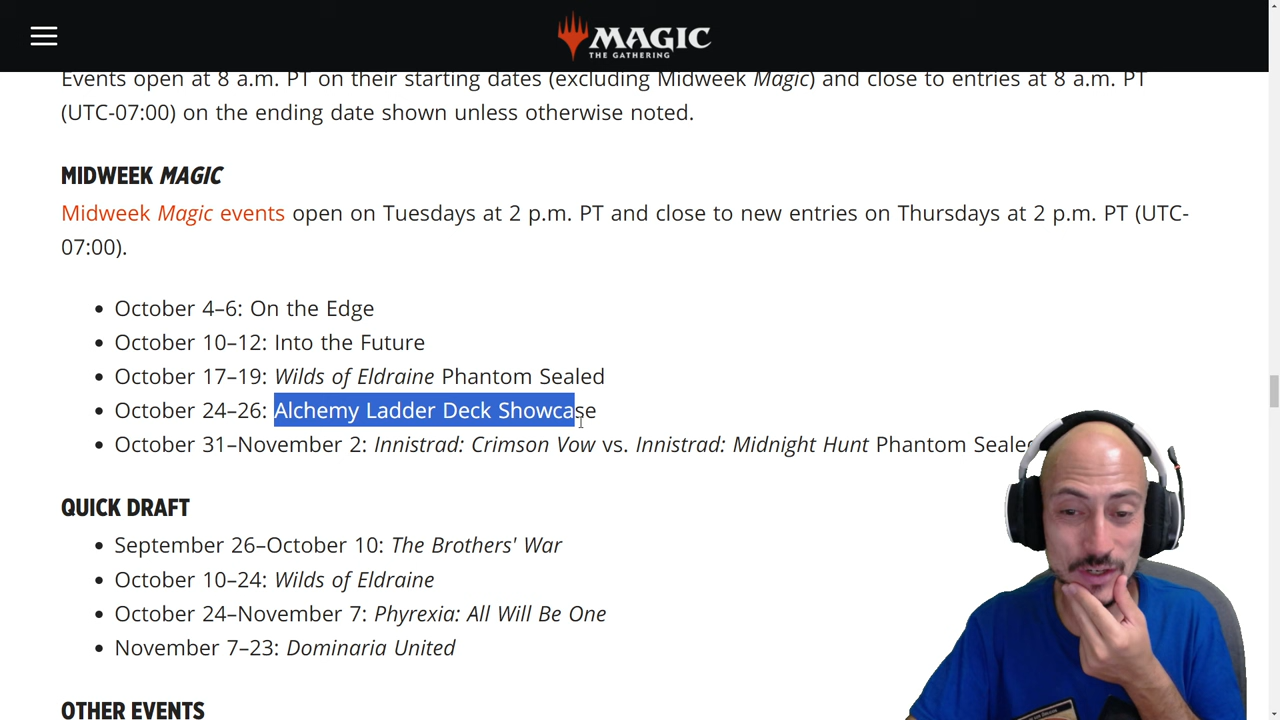 MAGIC
THE GATHERING
Events open at 8 a.m. PT on their starting dates (excluding Midweek Magic) and close to entries at 8 a.m. PT
(UTC-07:00) on the ending date shown unless otherwise noted.
MIDWEEK MAGIC
Midweek Magic events open on Tuesdays at 2 p.m. PT and close to new entries on Thursdays at 2 p.m. PT (UTC-
07:00).
• October 4–6: On the Edge
• October 10–12: Into the Future
• October 17–19: Wilds of Eldraine Phantom Sealed
• October 24–26: Alchemy Ladder Deck Showcase
• October 31–November 2: Innistrad: Crimson Vow vs. Innistrad: Midnight Hunt Phantom Sealed
QUICK DRAFT
• September 26–October 10: The Brothers' War
• October 10–24: Wilds of Eldraine
• October 24–November 7: Phyrexia: All Will Be One
• November 7–23: Dominaria United
OTHER EVENTS